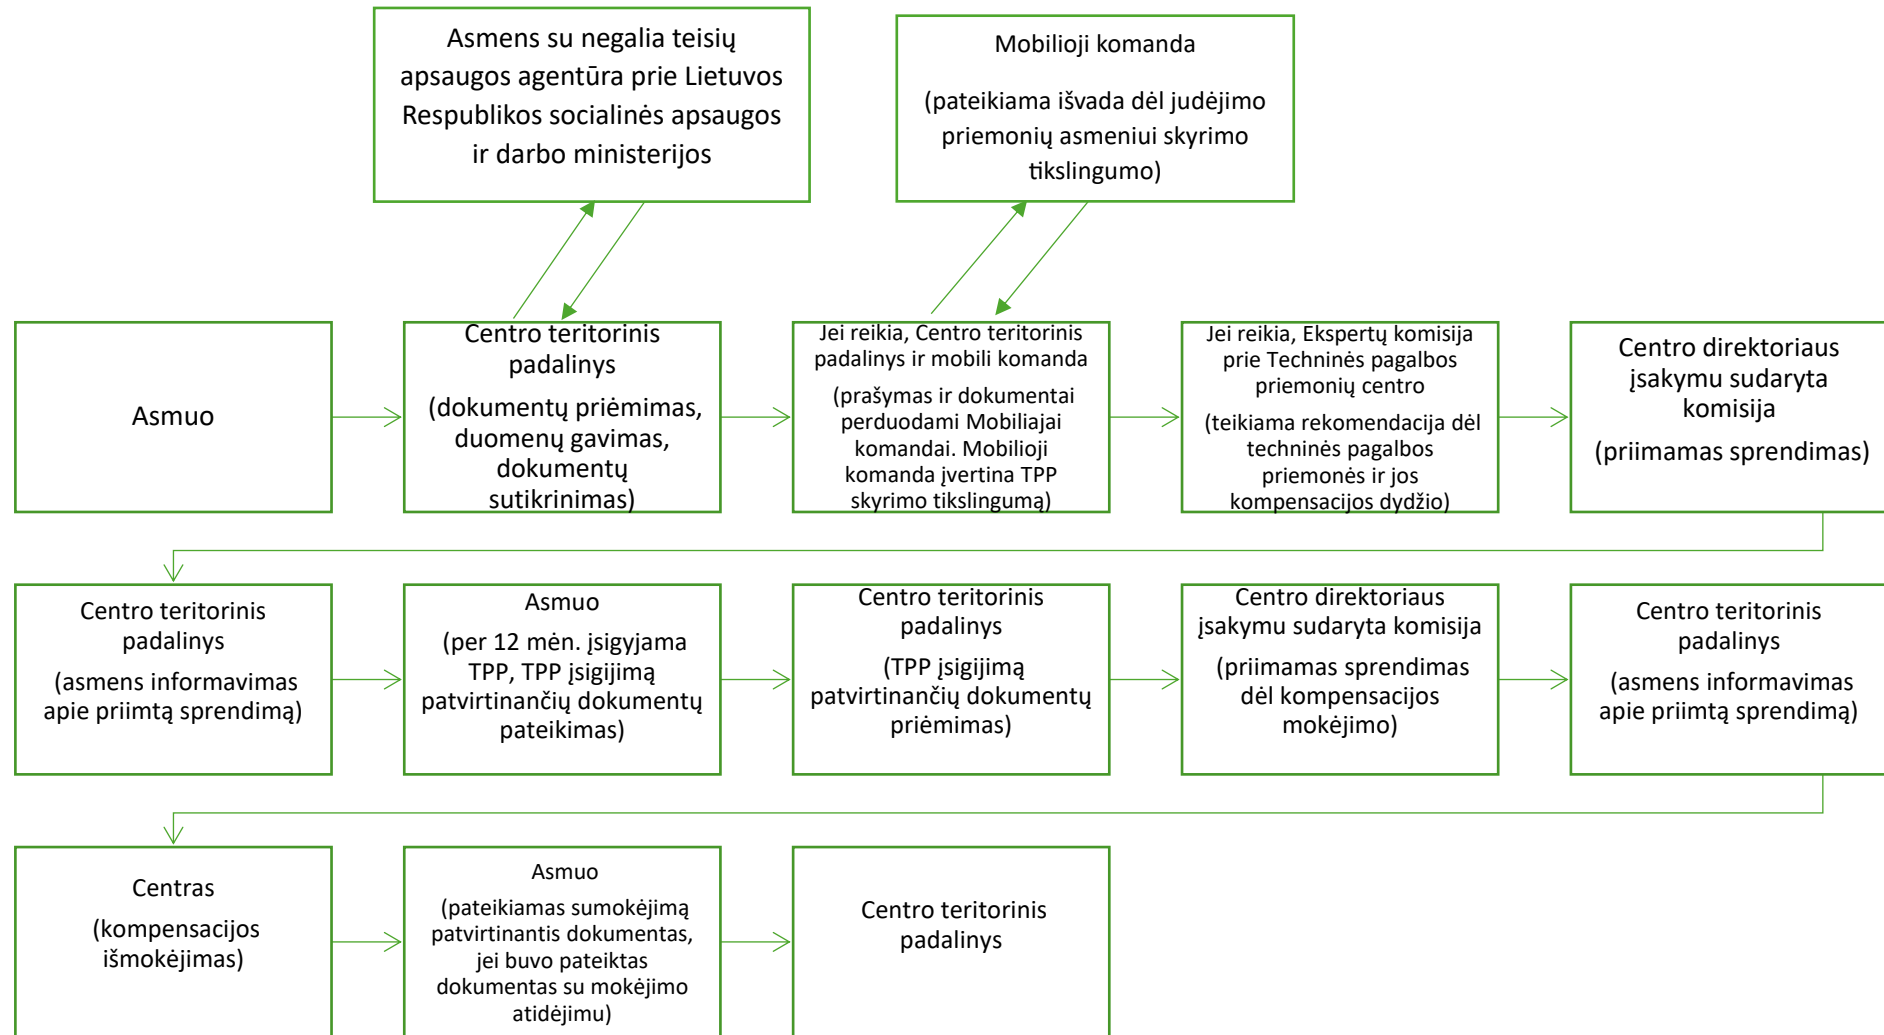 Asmens su negalia teisių
apsaugos agentūra prie Lietuvos
Respublikos socialinės apsaugos
ir darbo ministerijos
Mobilioji komanda
(pateikiama išvada dėl judėjimo
priemonių asmeniui skyrimo
tikslingumo)
Asmuo
Centro teritorinis
padalinys
(dokumentų priėmimas,
duomenų gavimas,
dokumentų
sutikrinimas)
Jei reikia, Centro teritorinis
padalinys ir mobili komanda
(prašymas ir dokumentai
perduodami Mobiliajai
komandai. Mobilioji
komanda įvertina TPP
skyrimo tikslingumą)
Jei reikia, Ekspertų komisija
prie Techninės pagalbos
priemonių centro
(teikiama rekomendacija dėl
techninės pagalbos
priemonės ir jos
kompensacijos dydžio)
Centro direktoriaus
įsakymu sudaryta
komisija
(priimamas sprendimas)
Centro teritorinis
padalinys
(asmens informavimas
apie priimtą sprendimą)
Asmuo
(per 12 mėn. įsigyjama
TPP, TPP įsigijimą
patvirtinančių dokumentų
pateikimas)
Centro teritorinis
padalinys
(TPP įsigijimą
patvirtinančių dokumentų
priėmimas)
Centro direktoriaus
įsakymu sudaryta komisija
(priimamas sprendimas
dėl kompensacijos
mokėjimo)
Centro teritorinis
padalinys
(asmens informavimas
apie priimtą sprendimą)
Centras
(kompensacijos
išmokėjimas)
Asmuo
(pateikiamas sumokėjimą
patvirtinantis dokumentas,
jei buvo pateiktas
dokumentas su mokėjimo
atidėjimu)
Centro teritorinis
padalinys